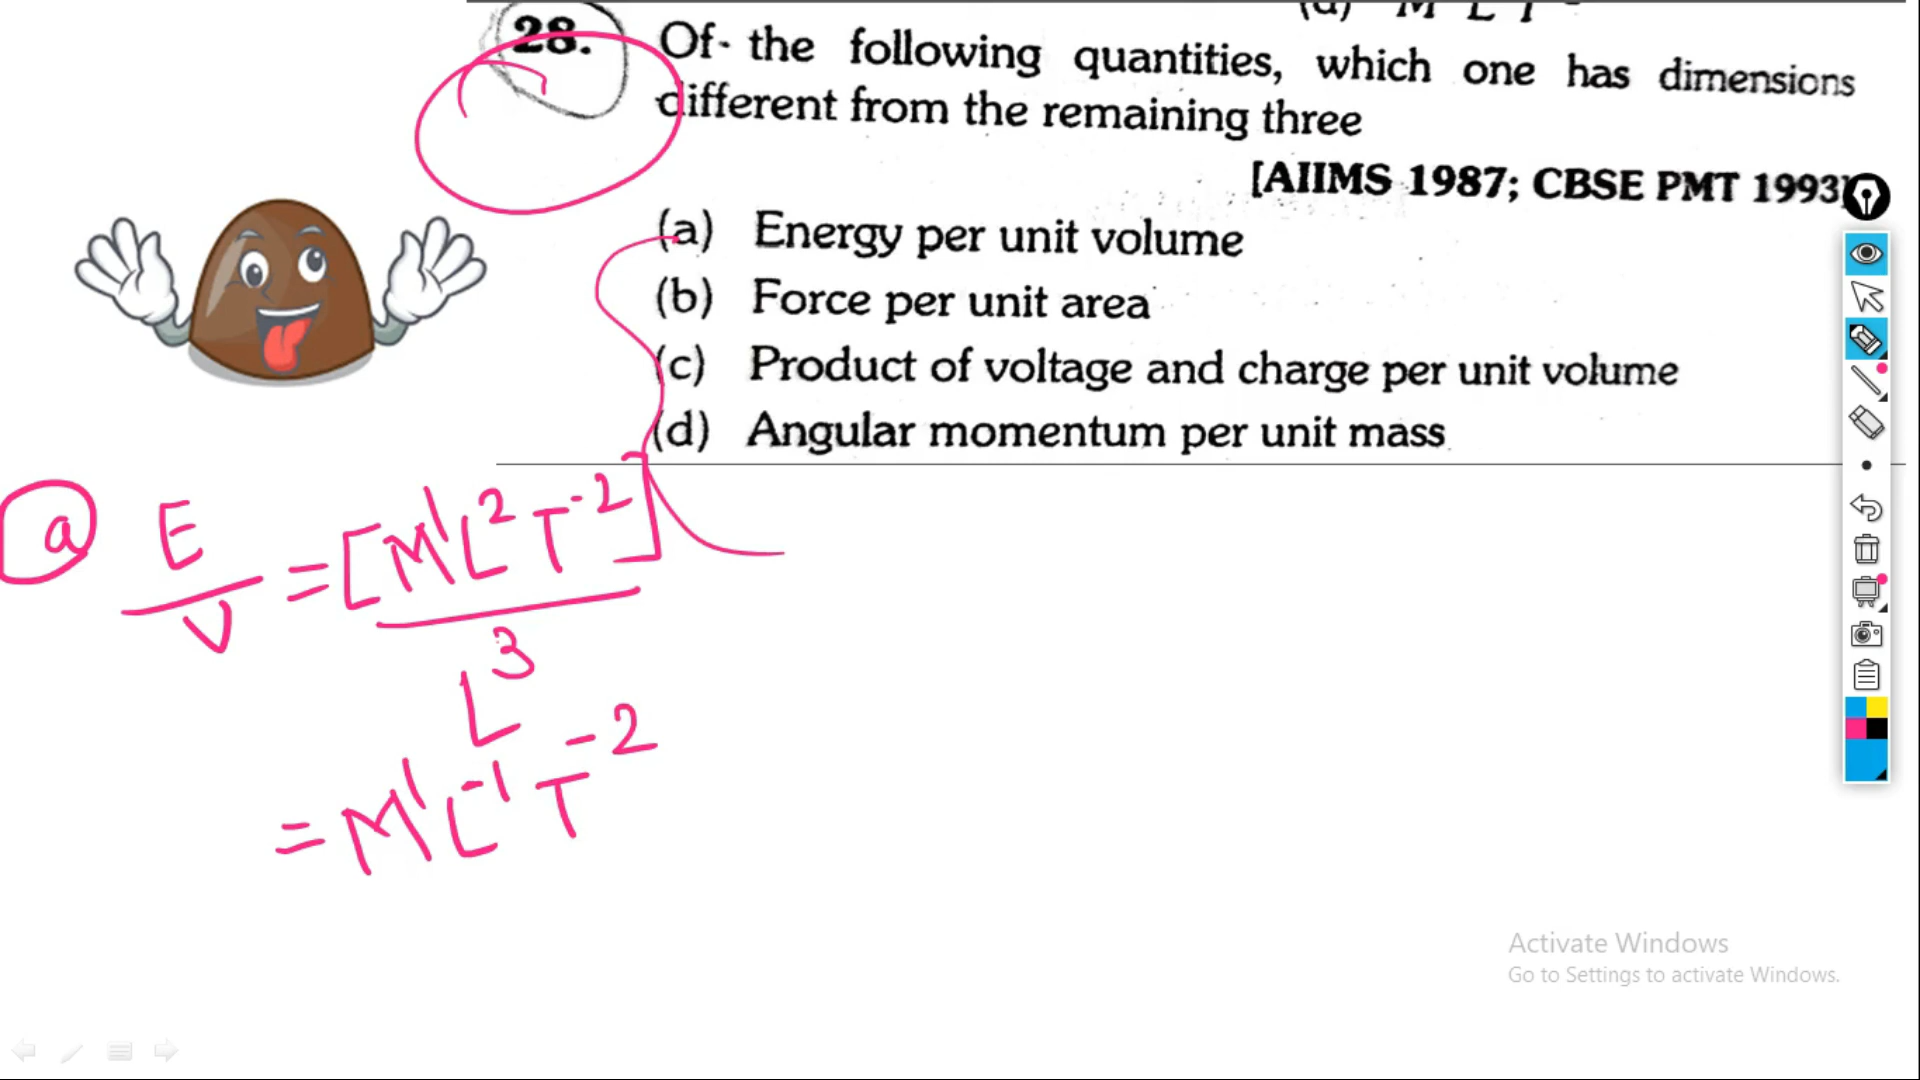 28. Of the following quantities, which one has dimensions
different from the remaining three
[AIIMS 1987; CBSE PMT 1993]
(a) Energy per unit volume
(b) Force per unit area
(c) Product of voltage and charge per unit volume
(d) Angular momentum per unit mass
a E/V = [M¹L²T⁻²]/L³
= M¹L⁻¹T⁻²
Activate Windows
Go to Settings to activate Windows.